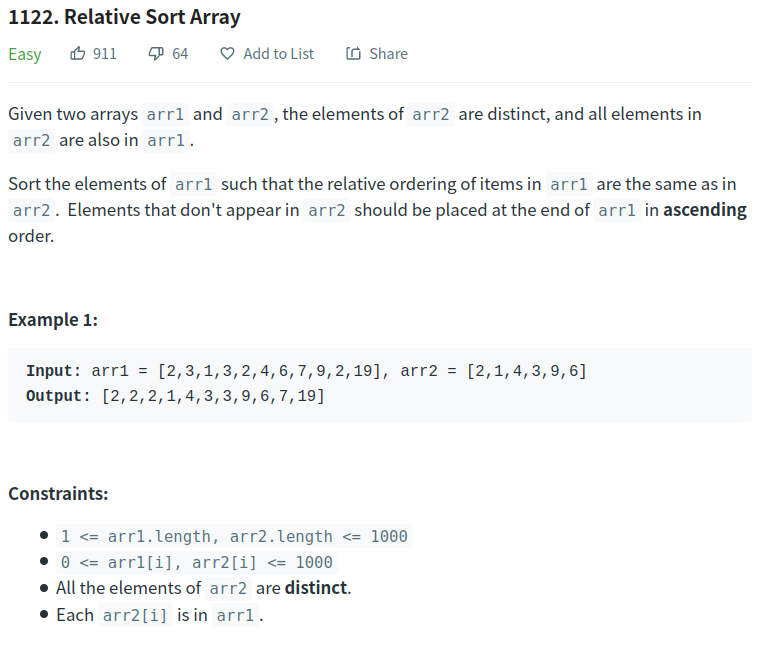 1122. Relative Sort Array
Easy 911 64 Add to List Share
Given two arrays arr1 and arr2, the elements of arr2 are distinct, and all elements in
arr2 are also in arr1.
Sort the elements of arr1 such that the relative ordering of items in arr1 are the same as in
arr2. Elements that don't appear in arr2 should be placed at the end of arr1 in ascending
order.
Example 1:
Input: arr1 = [2,3,1,3,2,4,6,7,9,2,19], arr2 = [2,1,4,3,9,6]
Output: [2,2,2,1,4,3,3,9,6,7,19]
Constraints:
• 1 <= arr1.length, arr2.length <= 1000
• 0 <= arr1[i], arr2[i] <= 1000
• All the elements of arr2 are distinct.
• Each arr2[i] is in arr1.